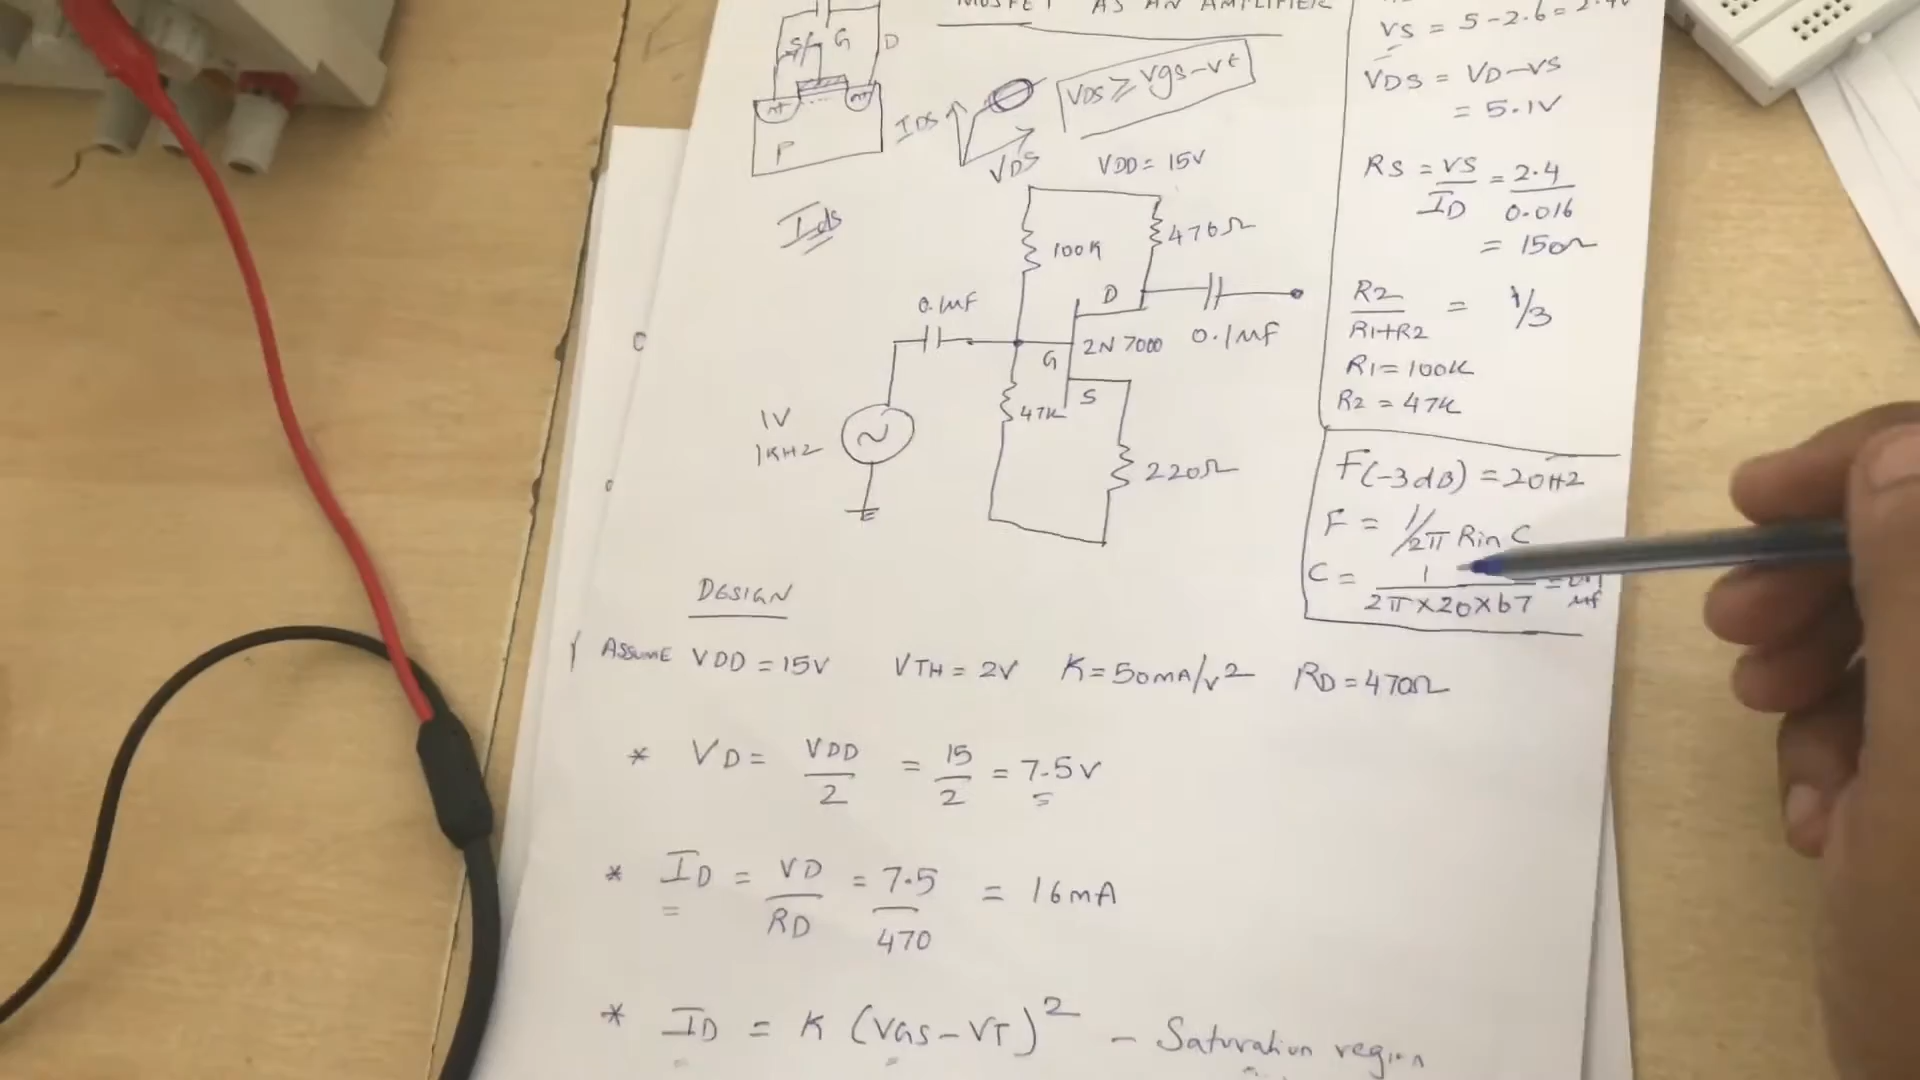 MOSFET AS AN AMPLIFIER
S G D
n+ n+
P
IDS
VDS
VDS ≥ Vgs-Vt
Ids
VDD = 15V
100K
470Ω
0.1MF
D
G
2N 7000
S
0.1MF
47K
1V
1KHZ
220Ω
VS = 5-2.6 = 2.4V
VDS = VD-VS
= 5.1V
RS = VS/ID = 2.4/0.016
= 150Ω
R2/R1+R2 = 1/3
R1 = 100K
R2 = 47K
F(-3dB) = 20HZ
F = 1/2π Rin C
C = 1/2π×20×67 =
MF
DESIGN
ASSUME VDD = 15V VTH = 2V K = 50mA/V2 RD = 470Ω
* VD = VDD/2 = 15/2 = 7.5V
* ID = VD/RD = 7.5/470 = 16mA
* ID = K (VGS-VT)2 - Saturation region